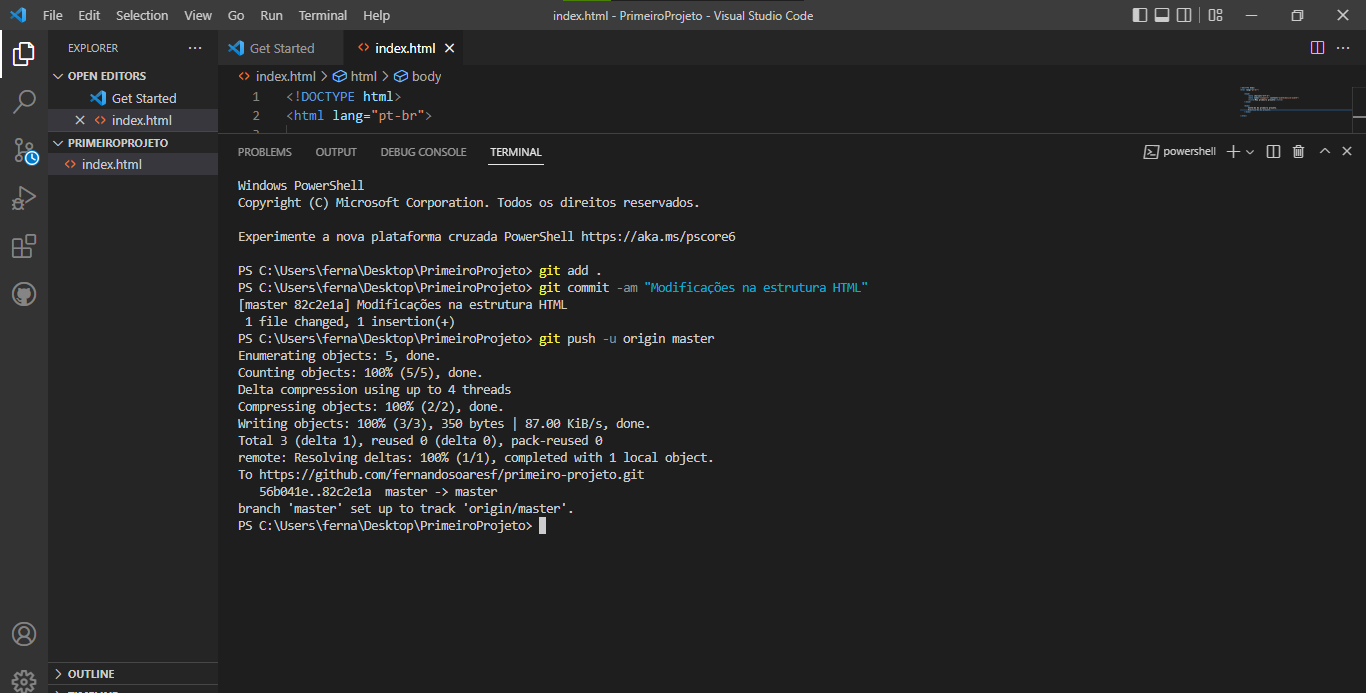 File Edit Selection View Go Run Terminal Help
index.html - PrimeiroProjeto - Visual Studio Code
EXPLORER
Get Started
index.html
OPEN EDITORS
Get Started
index.html
PRIMEIROPROJETO
index.html
index.html > html > body
1 <!DOCTYPE html>
2 <html lang="pt-br">
PROBLEMS OUTPUT DEBUG CONSOLE TERMINAL
powershell
Windows PowerShell
Copyright (C) Microsoft Corporation. Todos os direitos reservados.
Experimente a nova plataforma cruzada PowerShell https://aka.ms/pscore6
PS C:\Users\ferna\Desktop\PrimeiroProjeto> git add .
PS C:\Users\ferna\Desktop\PrimeiroProjeto> git commit -am "Modificações na estrutura HTML"
[master 82c2e1a] Modificações na estrutura HTML
1 file changed, 1 insertion(+)
PS C:\Users\ferna\Desktop\PrimeiroProjeto> git push -u origin master
Enumerating objects: 5, done.
Counting objects: 100% (5/5), done.
Delta compression using up to 4 threads
Compressing objects: 100% (2/2), done.
Writing objects: 100% (3/3), 350 bytes | 87.00 KiB/s, done.
Total 3 (delta 1), reused 0 (delta 0), pack-reused 0
remote: Resolving deltas: 100% (1/1), completed with 1 local object.
To https://github.com/fernandosoaresf/primeiro-projeto.git
56b041e..82c2e1a master -> master
branch 'master' set up to track 'origin/master'.
PS C:\Users\ferna\Desktop\PrimeiroProjeto>
OUTLINE